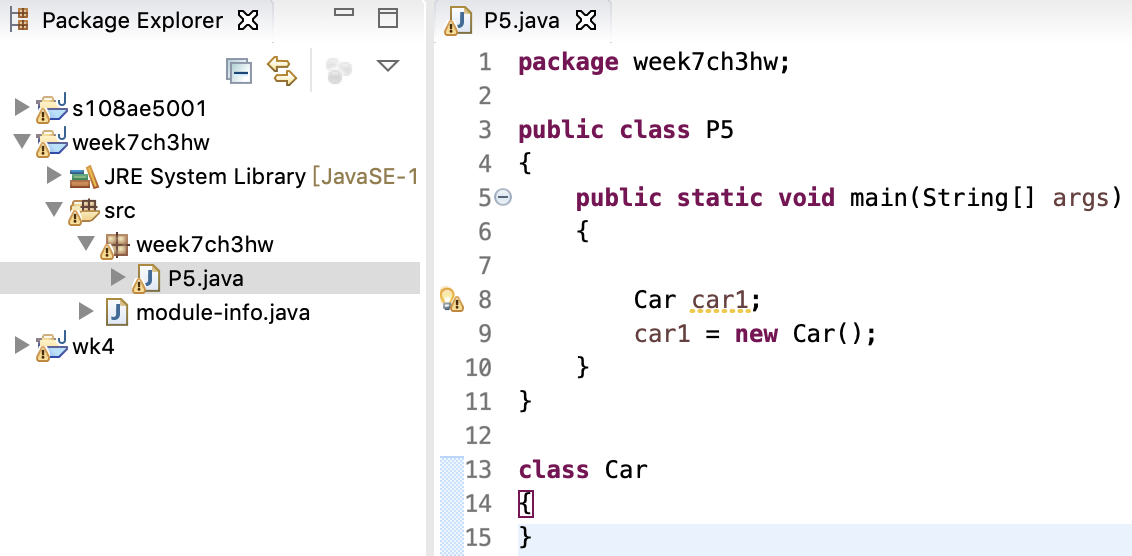 Package Explorer
s108ae5001
week7ch3hw
JRE System Library [JavaSE-1
src
week7ch3hw
P5.java
module-info.java
wk4
P5.java
1 package week7ch3hw;
2
3 public class P5
4 {
5 public static void main(String[] args)
6 {
7
8 Car car1;
9 car1 = new Car();
10 }
11 }
12
13 class Car
14 {
15 }